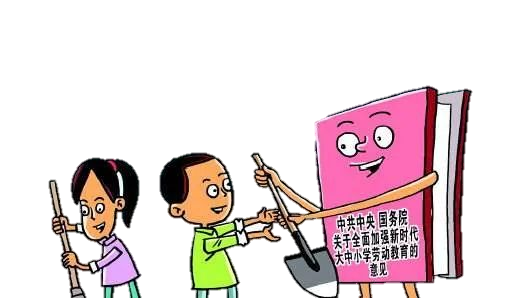 中共中央 国务院
关于全面加强新时代
大中小学劳动教育的
意见